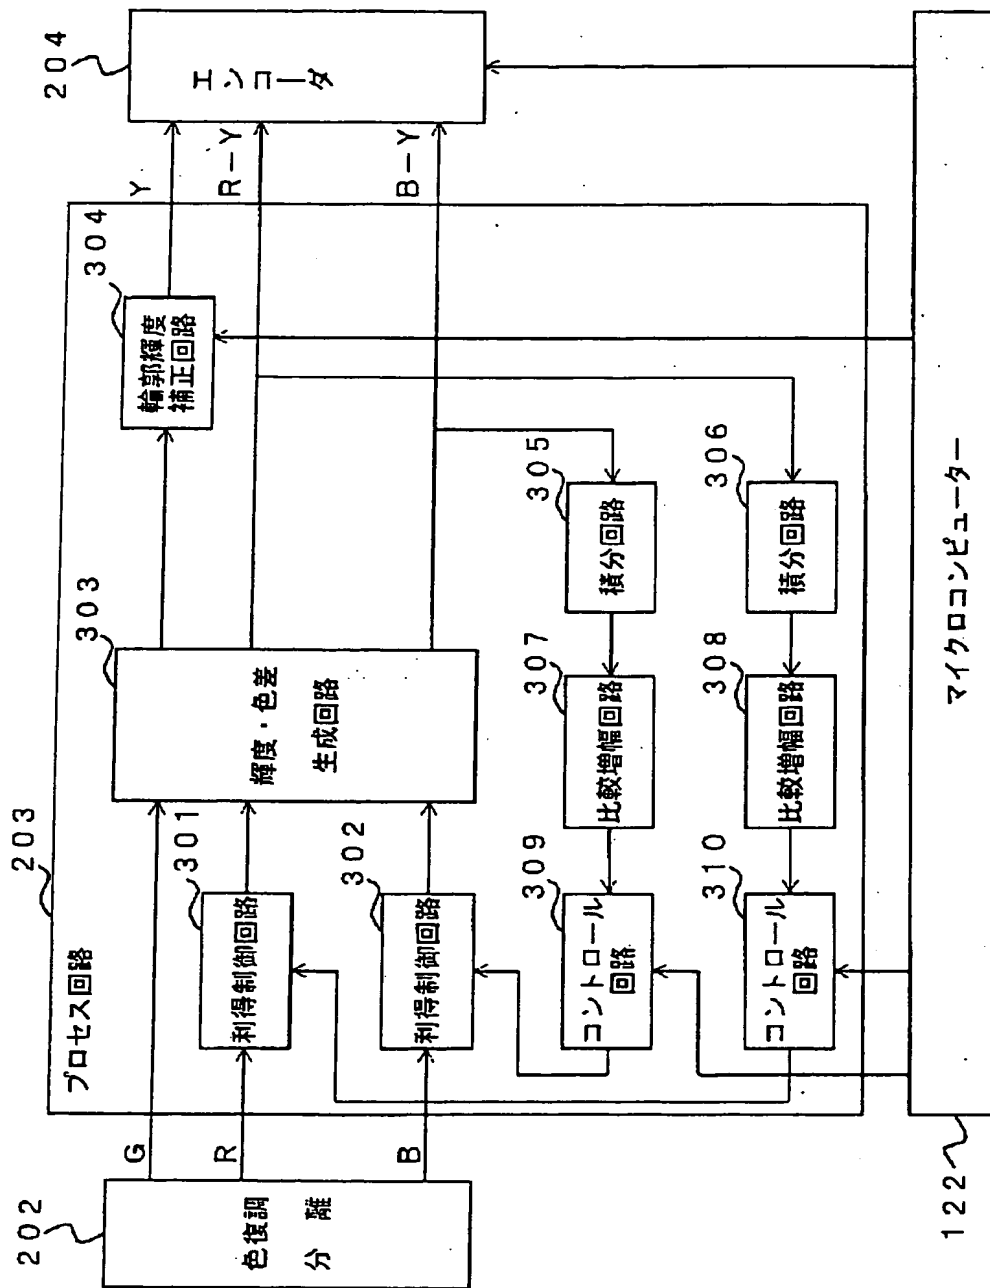 202
色復調
分離
G
R
B
203
プロセス回路
301
利得制御回路
302
利得制御回路
303
輝度・色差
生成回路
304
輪郭輝度
補正回路
Y
R-Y
B-Y
204
エンコーダ
305
積分回路
306
積分回路
307
比較増幅回路
308
比較増幅回路
309
コントロール
回路
310
コントロール
回路
122
マイクロコンピューター